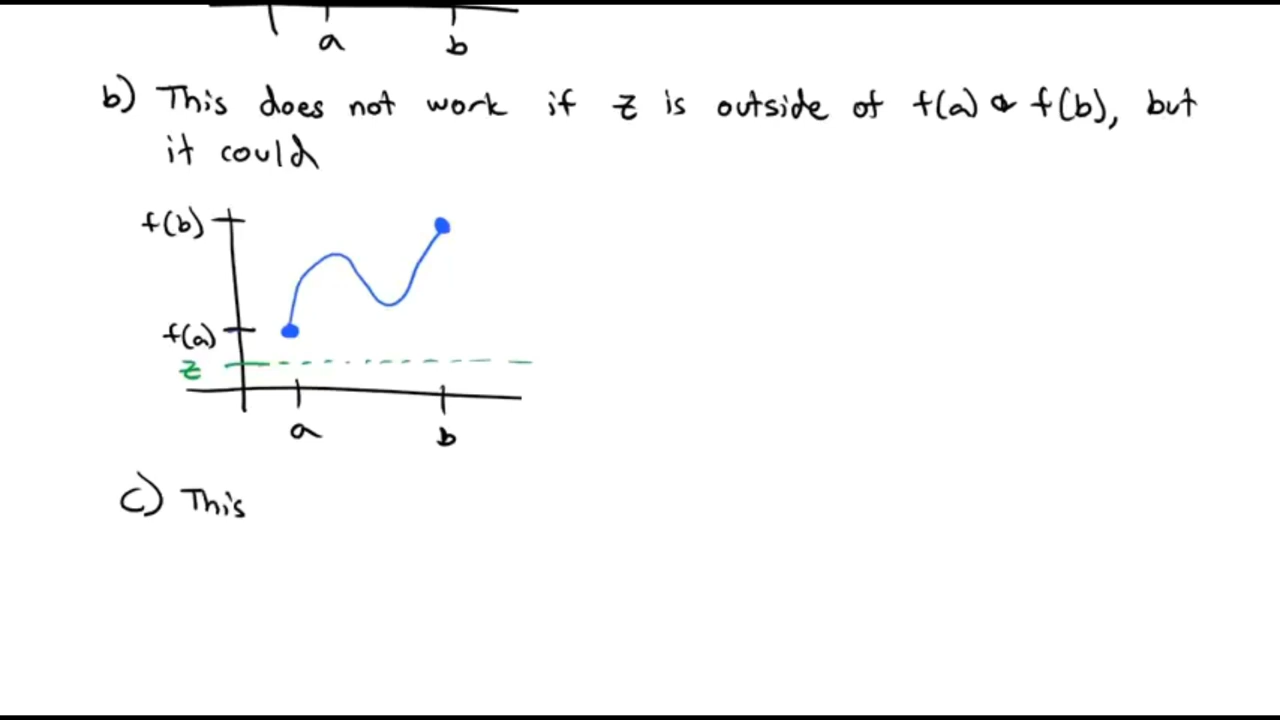 a b
b) This does not work if z is outside of f(a) & f(b), but
it could
f(b)
f(a)
z
a b
c) This